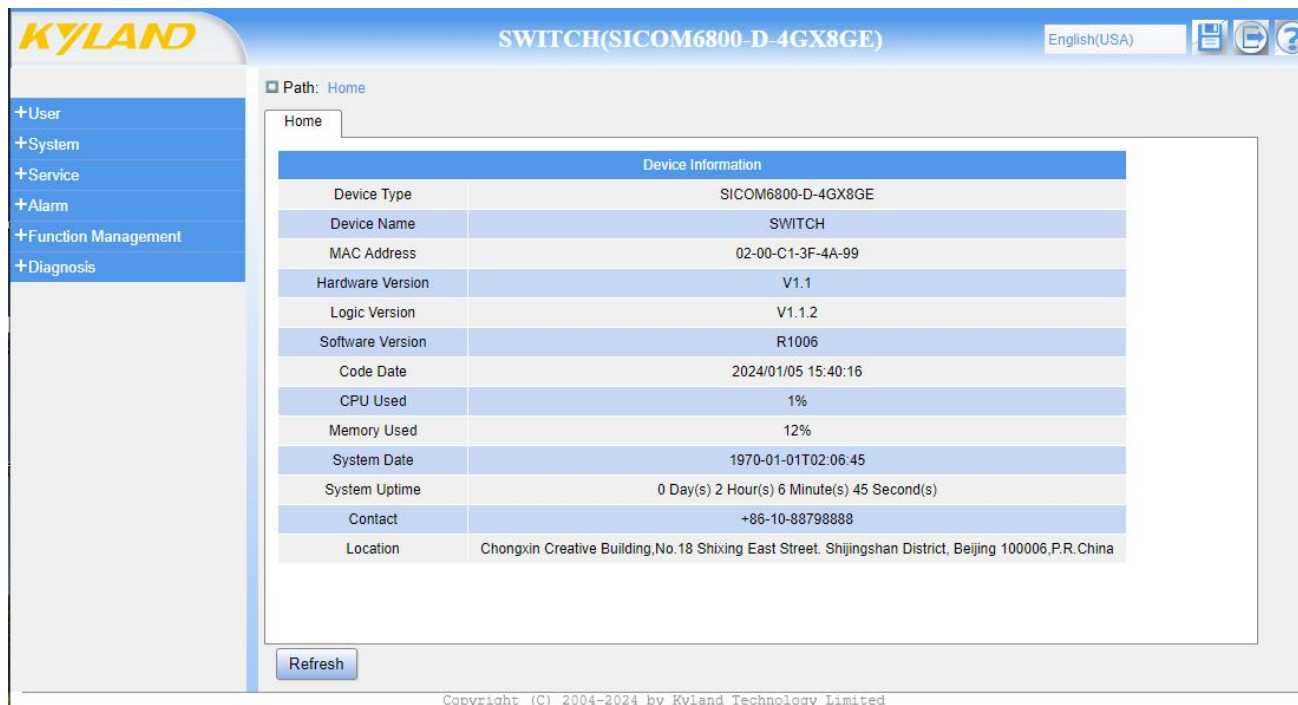 KYLAND
SWITCH(SICOM6800-D-4GX8GE)
English(USA)
Path: Home
+User
+System
+Service
+Alarm
+Function Management
+Diagnosis
Home
Device Information
Device Type SICOM6800-D-4GX8GE
Device Name SWITCH
MAC Address 02-00-C1-3F-4A-99
Hardware Version V1.1
Logic Version V1.1.2
Software Version R1006
Code Date 2024/01/05 15:40:16
CPU Used 1%
Memory Used 12%
System Date 1970-01-01T02:06:45
System Uptime 0 Day(s) 2 Hour(s) 6 Minute(s) 45 Second(s)
Contact +86-10-88798888
Location Chongxin Creative Building,No.18 Shixing East Street. Shijingshan District, Beijing 100006,P.R.China
Refresh
Copyright (C) 2004-2024 by Kyland Technology Limited